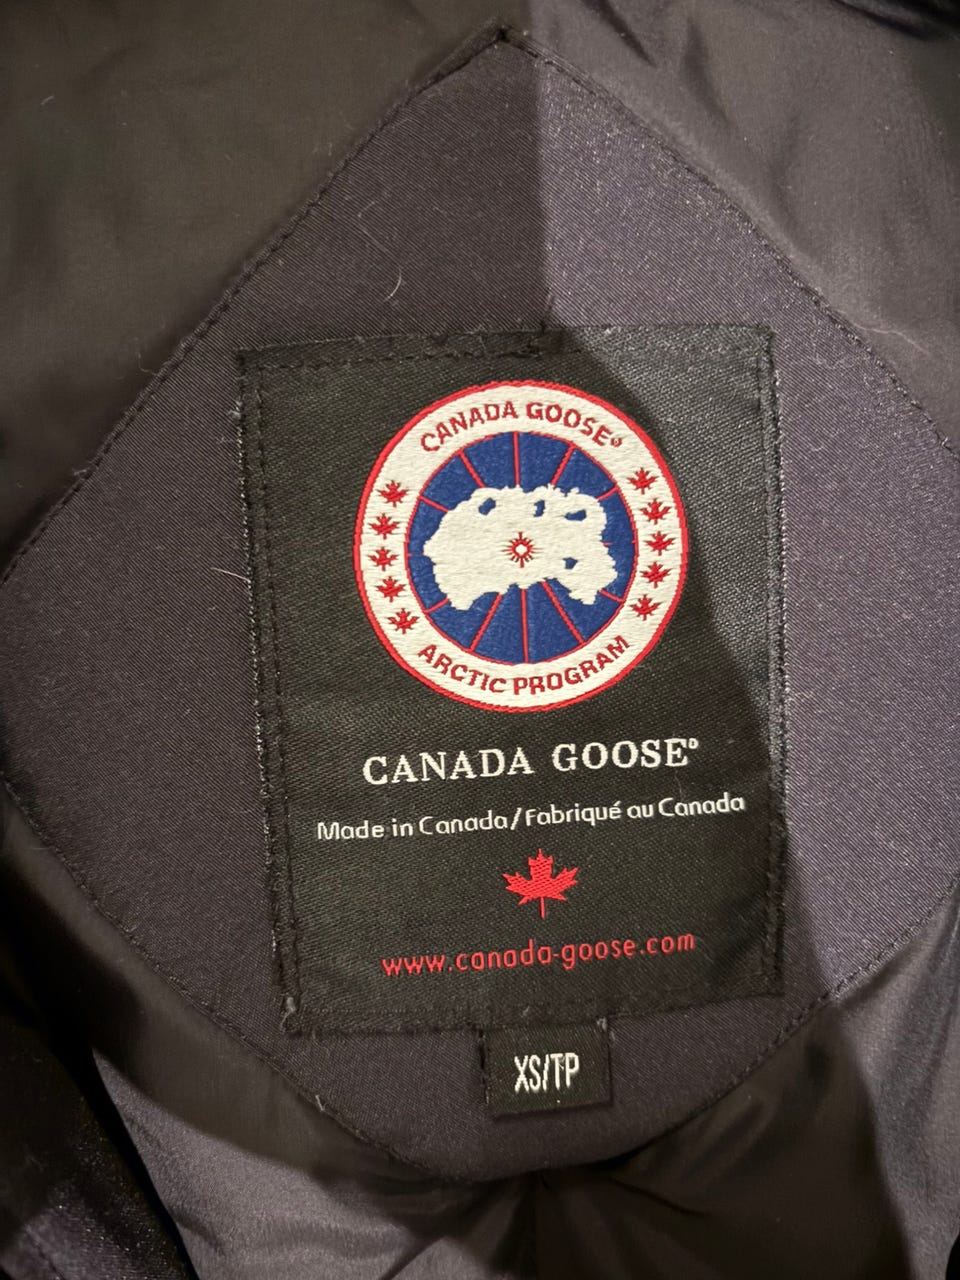 CANADA GOOSE®
ARCTIC PROGRAM
CANADA GOOSE®
Made in Canada/Fabriqué au Canada
www.canada-goose.com
XS/TP